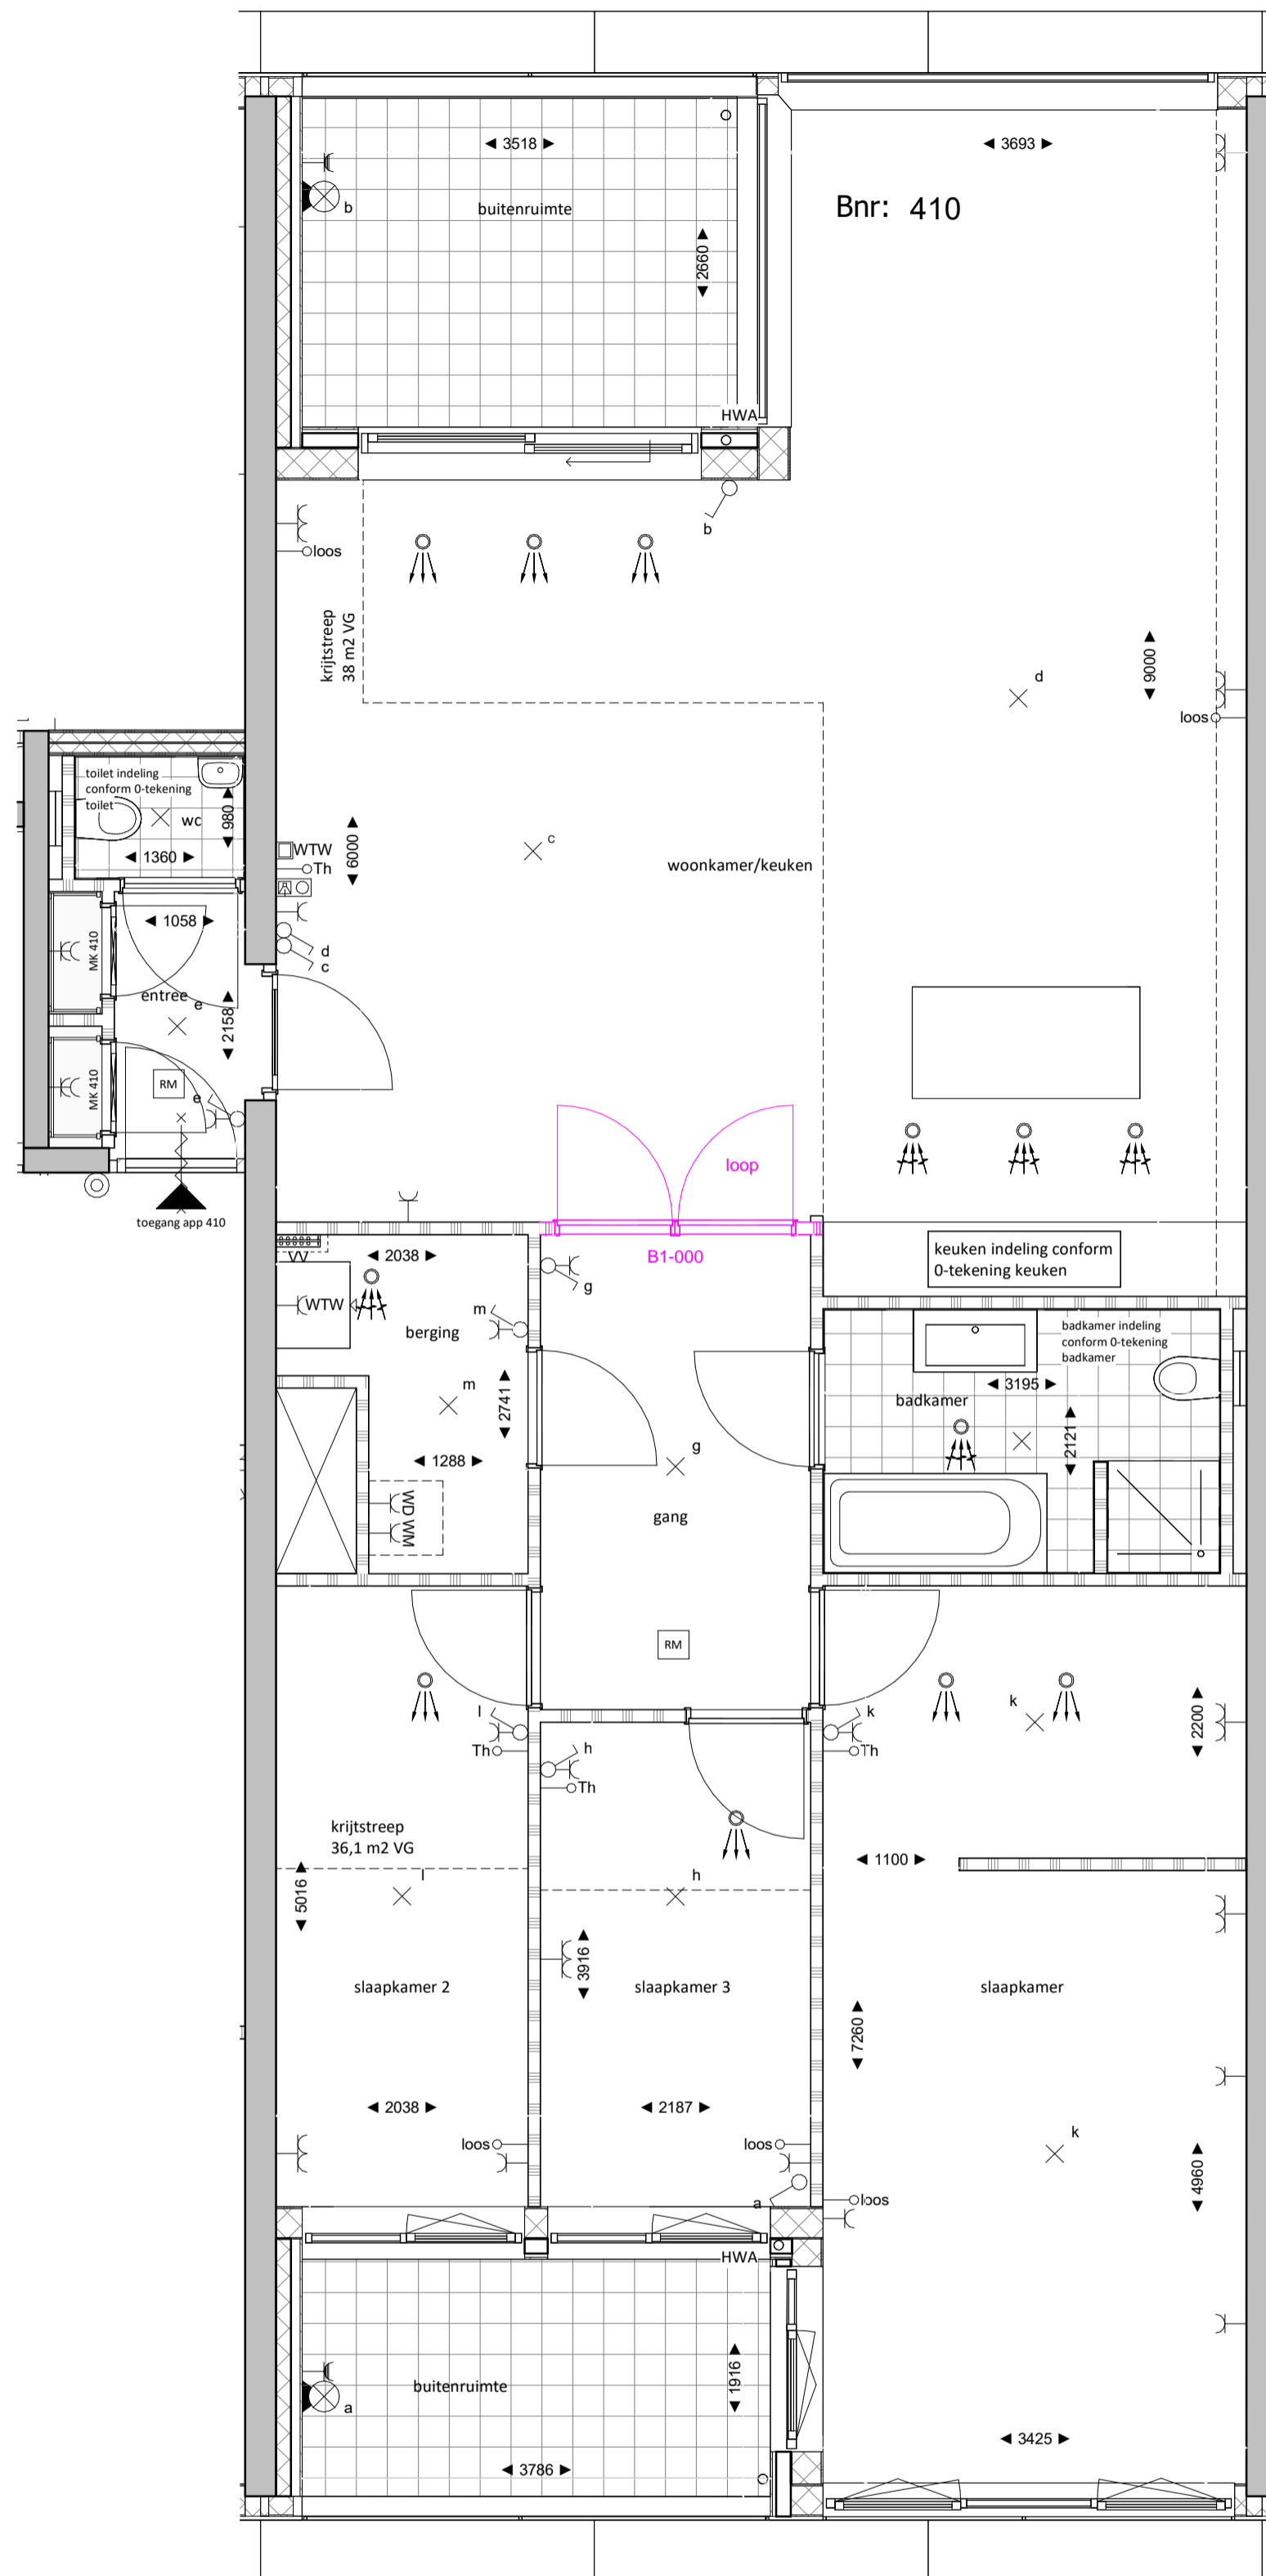 ◄ 3518 ►
◄ 3693 ►
b
buitenruimte
Bnr: 410
◄ 2660 ►
HWA
b
loos
krijtstreep
38 m2 VG
◄ 9000 ►
d
loos
toilet indeling
conform 0-tekening
toilet
wc
◄ 980 ►
◄ 1360 ►
WTW
Th
◄ 6000 ►
c
woonkamer/keuken
◄ 1058 ►
MK 410
d
c
entree
e
◄ 2158 ►
MK 410
RM
e
loop
toegang app 410
B1-000
keuken indeling conform
0-tekening keuken
VV
◄ 2038 ►
g
WTW
m
berging
badkamer indeling
conform 0-tekening
badkamer
m
◄ 2741 ►
◄ 3195 ►
badkamer
◄ 2121 ►
g
◄ 1288 ►
WD WM
gang
RM
l
Th
h
Th
k
Th
k
◄ 2200 ►
krijtstreep
36,1 m2 VG
◄ 1100 ►
l
h
◄ 5016 ►
◄ 3916 ►
slaapkamer 2
slaapkamer 3
slaapkamer
◄ 7260 ►
◄ 2038 ►
◄ 2187 ►
k
loos
loos
◄ 4960 ►
a
loos
HWA
buitenruimte
◄ 1916 ►
a
◄ 3425 ►
◄ 3786 ►